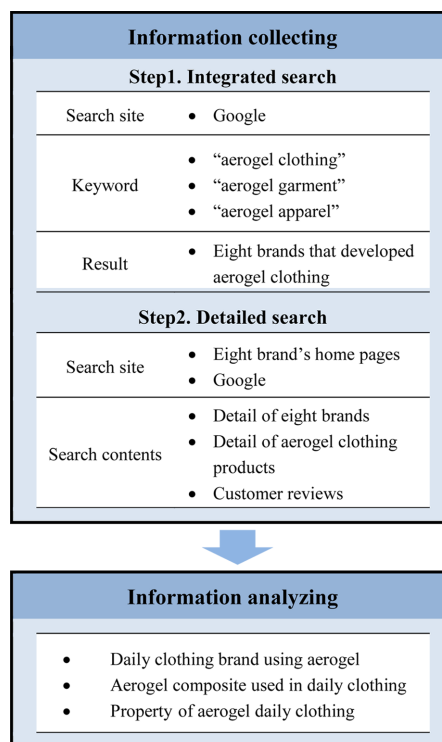 Information collecting
Step1. Integrated search
Search site
• Google
Keyword
• “aerogel clothing”
• “aerogel garment”
• “aerogel apparel”
Result
• Eight brands that developed
aerogel clothing
Step2. Detailed search
Search site
• Eight brand’s home pages
• Google
Search contents
• Detail of eight brands
• Detail of aerogel clothing
products
• Customer reviews
Information analyzing
• Daily clothing brand using aerogel
• Aerogel composite used in daily clothing
• Property of aerogel daily clothing